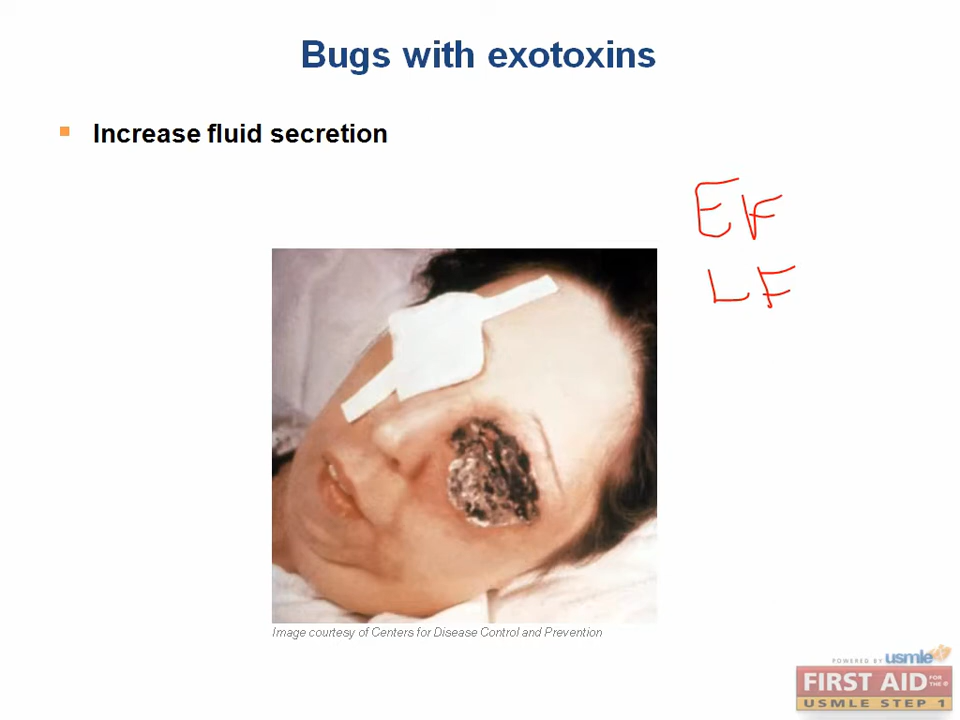 Bugs with exotoxins
Increase fluid secretion
EF
LF
Image courtesy of Centers for Disease Control and Prevention
POWERED BY usmlerx
FIRST AID FOR THE®
USMLE STEP 1